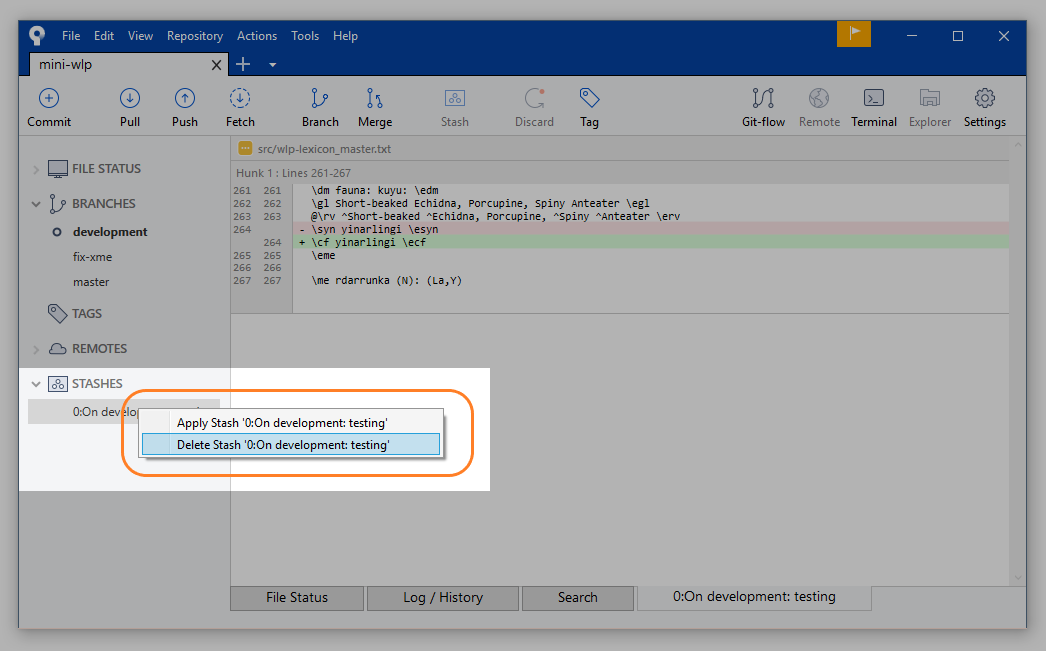 File Edit View Repository Actions Tools Help
mini-wlp
Commit Pull Push Fetch Branch Merge Stash Discard Tag Git-flow Remote Terminal Explorer Settings
FILE STATUS
BRANCHES
development
fix-xme
master
TAGS
REMOTES
STASHES
0:On develop
src/wlp-lexicon_master.txt
Hunk 1 : Lines 261-267
261 261 \dm fauna: kuyu: \edm
262 262 \gl Short-beaked Echidna, Porcupine, Spiny Anteater \egl
263 263 @\rv ^Short-beaked ^Echidna, Porcupine, ^Spiny ^Anteater \erv
264 - \syn yinarlingi \esyn
264 + \cf yinarlingi \ecf
265 265 \eme
266 266
267 267 \me rdarrunka (N): (La,Y)
Apply Stash '0:On development: testing'
Delete Stash '0:On development: testing'
File Status Log / History Search 0:On development: testing